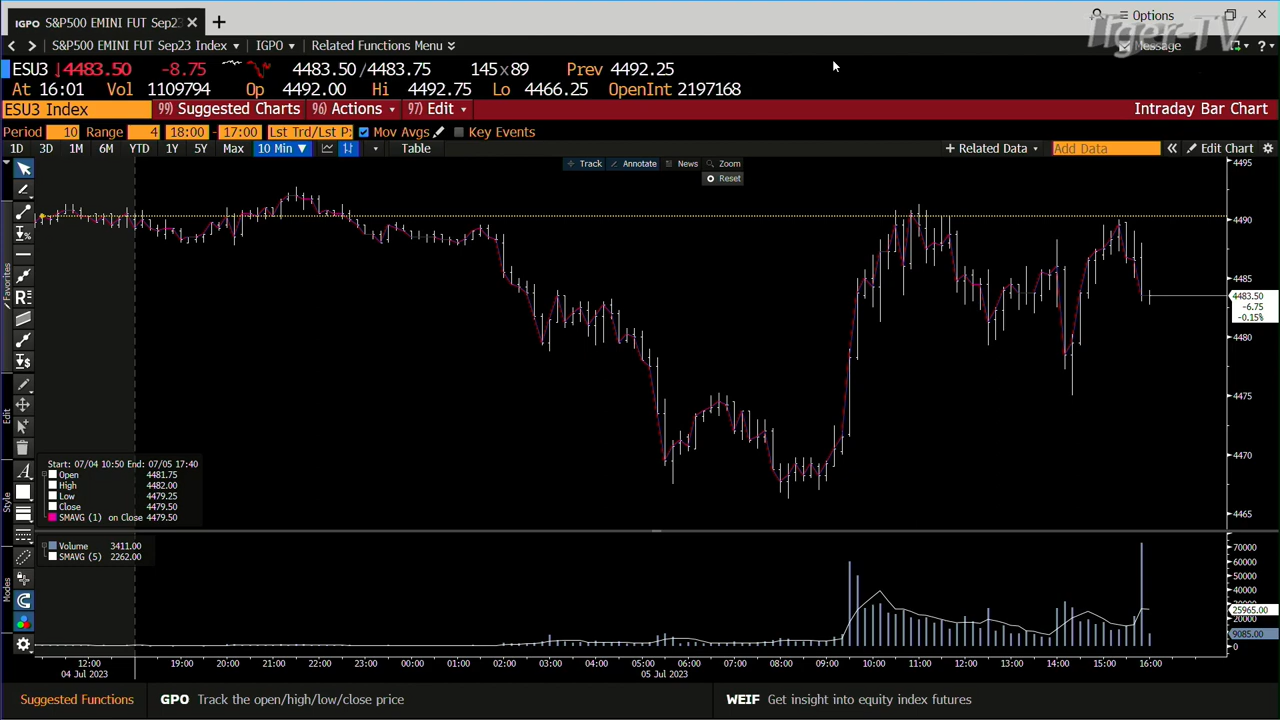 IGPO S&P500 EMINI FUT Sep23 × +
Options
Tiger-TV
S&P500 EMINI FUT Sep23 Index IGPO Related Functions Menu
Message ?
ESU3 ↓4483.50 -8.75 4483.50/4483.75 145x89 Prev 4492.25
At 16:01 Vol 1109794 Op 4492.00 Hi 4492.75 Lo 4466.25 OpenInt 2197168
ESU3 Index 99) Suggested Charts 96) Actions 97) Edit Intraday Bar Chart
Period 10 Range 4 18:00 - 17:00 Lst Trd/Lst P: Mov Avgs Key Events
1D 3D 1M 6M YTD 1Y 5Y Max 10 Min ▼ Table + Related Data Add Data « Edit Chart
Track Annotate News Zoom
Reset
4495
4490
4485
4483.50
-6.75
-0.15%
4480
4475
4470
4465
Favorites
Edit
Style
Modes
Start: 07/04 10:50 End: 07/05 17:40
Open 4481.75
High 4482.00
Low 4479.25
Close 4479.50
SMAVG (1) on Close 4479.50
Volume 3411.00
SMAVG (5) 2262.00
70000
60000
50000
40000
30000
25965.00
20000
9085.00
0
12:00 19:00 20:00 21:00 22:00 23:00 00:00 01:00 02:00 03:00 04:00 05:00 06:00 07:00 08:00 09:00 10:00 11:00 12:00 13:00 14:00 15:00 16:00
04 Jul 2023 05 Jul 2023
Suggested Functions GPO Track the open/high/low/close price WEIF Get insight into equity index futures